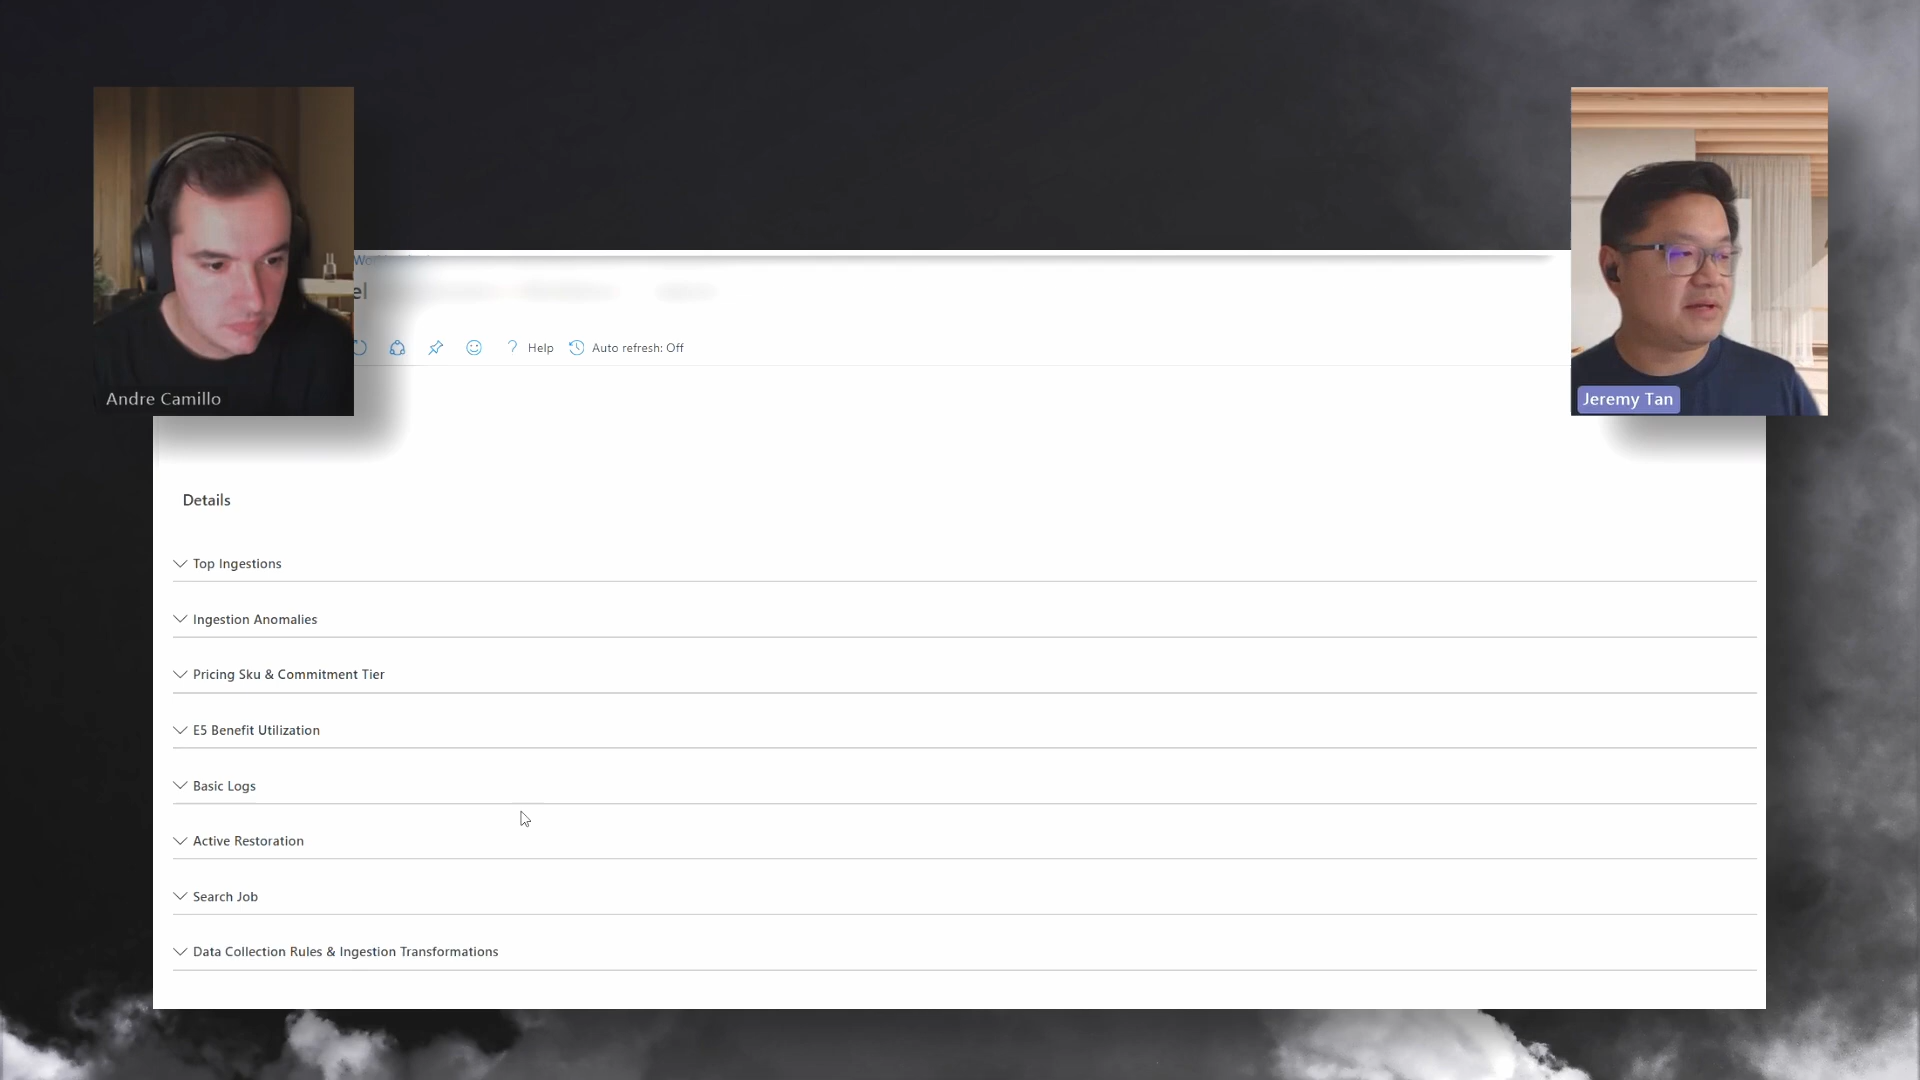 Andre Camillo
Jeremy Tan
el
? Help Auto refresh: Off
Details
Top Ingestions
Ingestion Anomalies
Pricing Sku & Commitment Tier
E5 Benefit Utilization
Basic Logs
Active Restoration
Search Job
Data Collection Rules & Ingestion Transformations